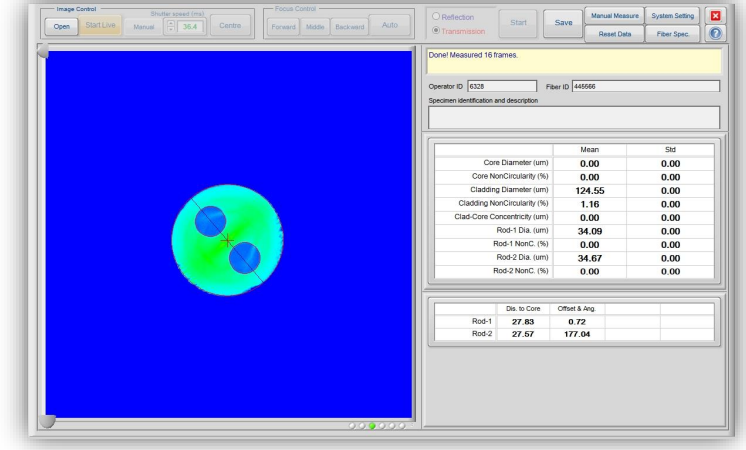 Image Control
Open
Start Live
Shutter speed (ms)
Manual
36.4
Centre
Focus Control
Forward
Middle
Backward
Auto
Reflection
Transmission
Start
Save
Manual Measure
System Setting
Reset Data
Fiber Spec.
Done! Measured 16 frames.
Operator ID 6328 Fiber ID 445566
Specimen identification and description
Mean Std
Core Diameter (um) 0.00 0.00
Core NonCircularity (%) 0.00 0.00
Cladding Diameter (um) 124.55 0.00
Cladding NonCircularity (%) 1.16 0.00
Clad-Core Concentricity (um) 0.00 0.00
Rod-1 Dia. (um) 34.09 0.00
Rod-1 NonC. (%) 0.00 0.00
Rod-2 Dia. (um) 34.67 0.00
Rod-2 NonC. (%) 0.00 0.00
Dis. to Core Offset & Ang.
Rod-1 27.83 0.72
Rod-2 27.57 177.04